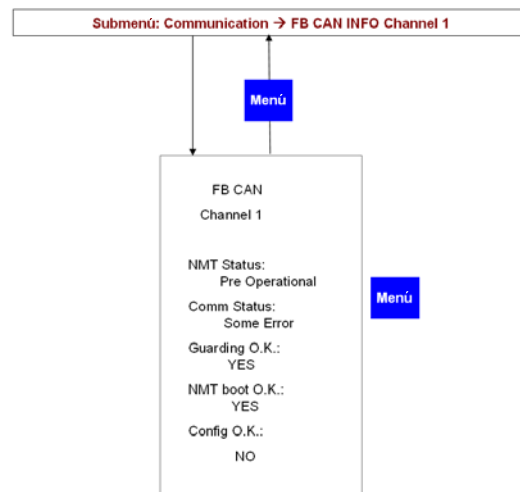 Submenú: Communication → FB CAN INFO Channel 1
Menú
FB CAN
Channel 1
NMT Status:
Pre Operational
Menú
Comm Status:
Some Error
Guarding O.K.:
YES
NMT boot O.K.:
YES
Config O.K.:
NO